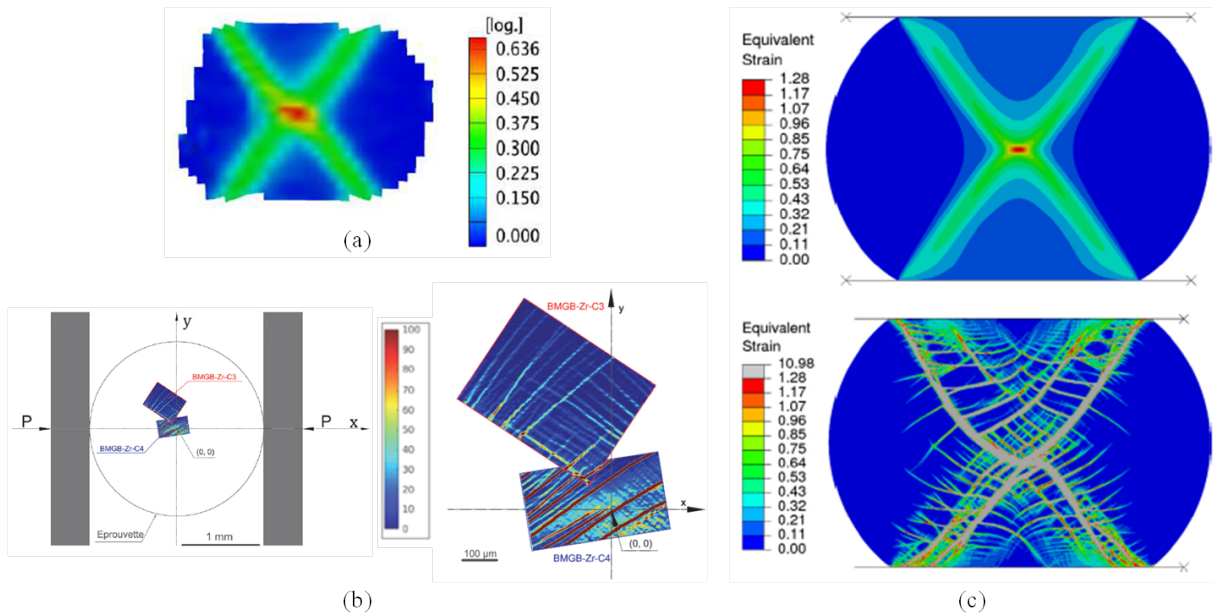 [log.]
0.636
0.525
0.450
0.375
0.300
0.225
0.150
0.000
(a)
y
BMGB-Zr-C3
P
P
x
BMGB-Zr-C4
(0, 0)
Eprouvette
1 mm
100
90
80
70
60
50
40
30
20
10
0
BMGB-Zr-C3
y
x
(0, 0)
100 µm
BMGB-Zr-C4
(b)
Equivalent
Strain
1.28
1.17
1.07
0.96
0.85
0.75
0.64
0.53
0.43
0.32
0.21
0.11
0.00
Equivalent
Strain
10.98
1.28
1.17
1.07
0.96
0.85
0.75
0.64
0.53
0.43
0.32
0.21
0.11
0.00
(c)